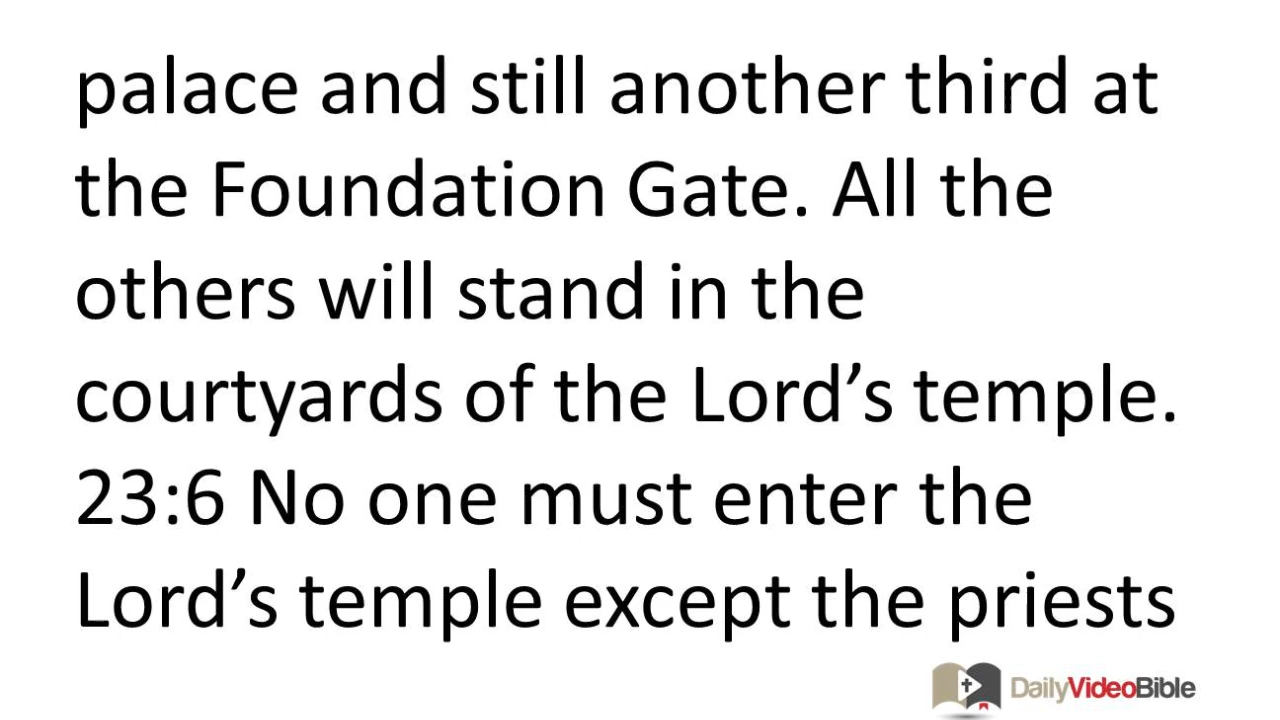 palace and still another third at
the Foundation Gate. All the
others will stand in the
courtyards of the Lord’s temple.
23:6 No one must enter the
Lord’s temple except the priests
DailyVideoBible